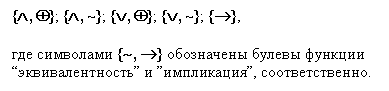 {∧,⊕}; {∧,~}; {∨,⊕}; {∨,~}; {→},
где символами {~, →} обозначены булевы функции
“эквивалентность” и ”импликация”, соответственно.